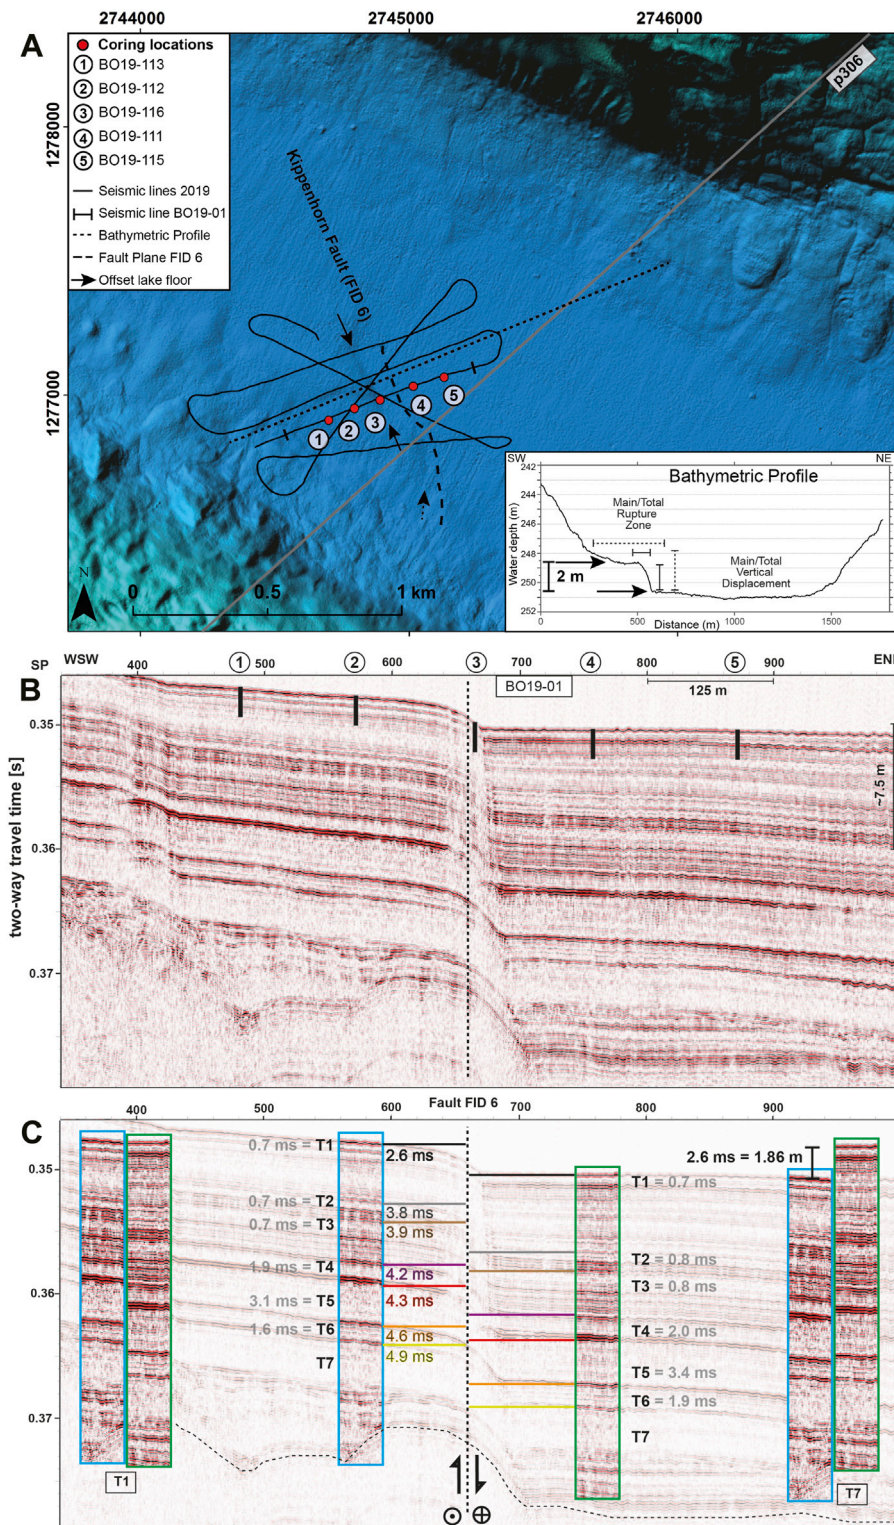 2744000 2745000 2746000
A
1278000
1277000
Coring locations
1 BO19-113
2 BO19-112
3 BO19-116
4 BO19-111
5 BO19-115
Seismic lines 2019
Seismic line BO19-01
Bathymetric Profile
Fault Plane FID 6
Offset lake floor
p306
Kippenhorn Fault (FID 6)
1 2 3 4 5
N
0 0.5 1 km
SW NE
Bathymetric Profile
Water depth (m)
242
244
246
248
250
252
Main/Total
Rupture
Zone
2 m
Main/Total
Vertical
Displacement
500 1000 1500
Distance (m)
B
SP WSW 400 1 500 2 600 3 700 4 800 5 900 EN
BO19-01
125 m
two-way travel time [s]
0.35
0.36
0.37
~7.5 m
Fault FID 6
400 500 600 700 800 900
C
0.35
0.36
0.37
0.7 ms = T1
0.7 ms = T2
0.7 ms = T3
1.9 ms = T4
3.1 ms = T5
1.6 ms = T6
T7
2.6 ms
3.8 ms
3.9 ms
4.2 ms
4.3 ms
4.6 ms
4.9 ms
2.6 ms = 1.86 m
T1 = 0.7 ms
T2 = 0.8 ms
T3 = 0.8 ms
T4 = 2.0 ms
T5 = 3.4 ms
T6 = 1.9 ms
T7
T1
T7